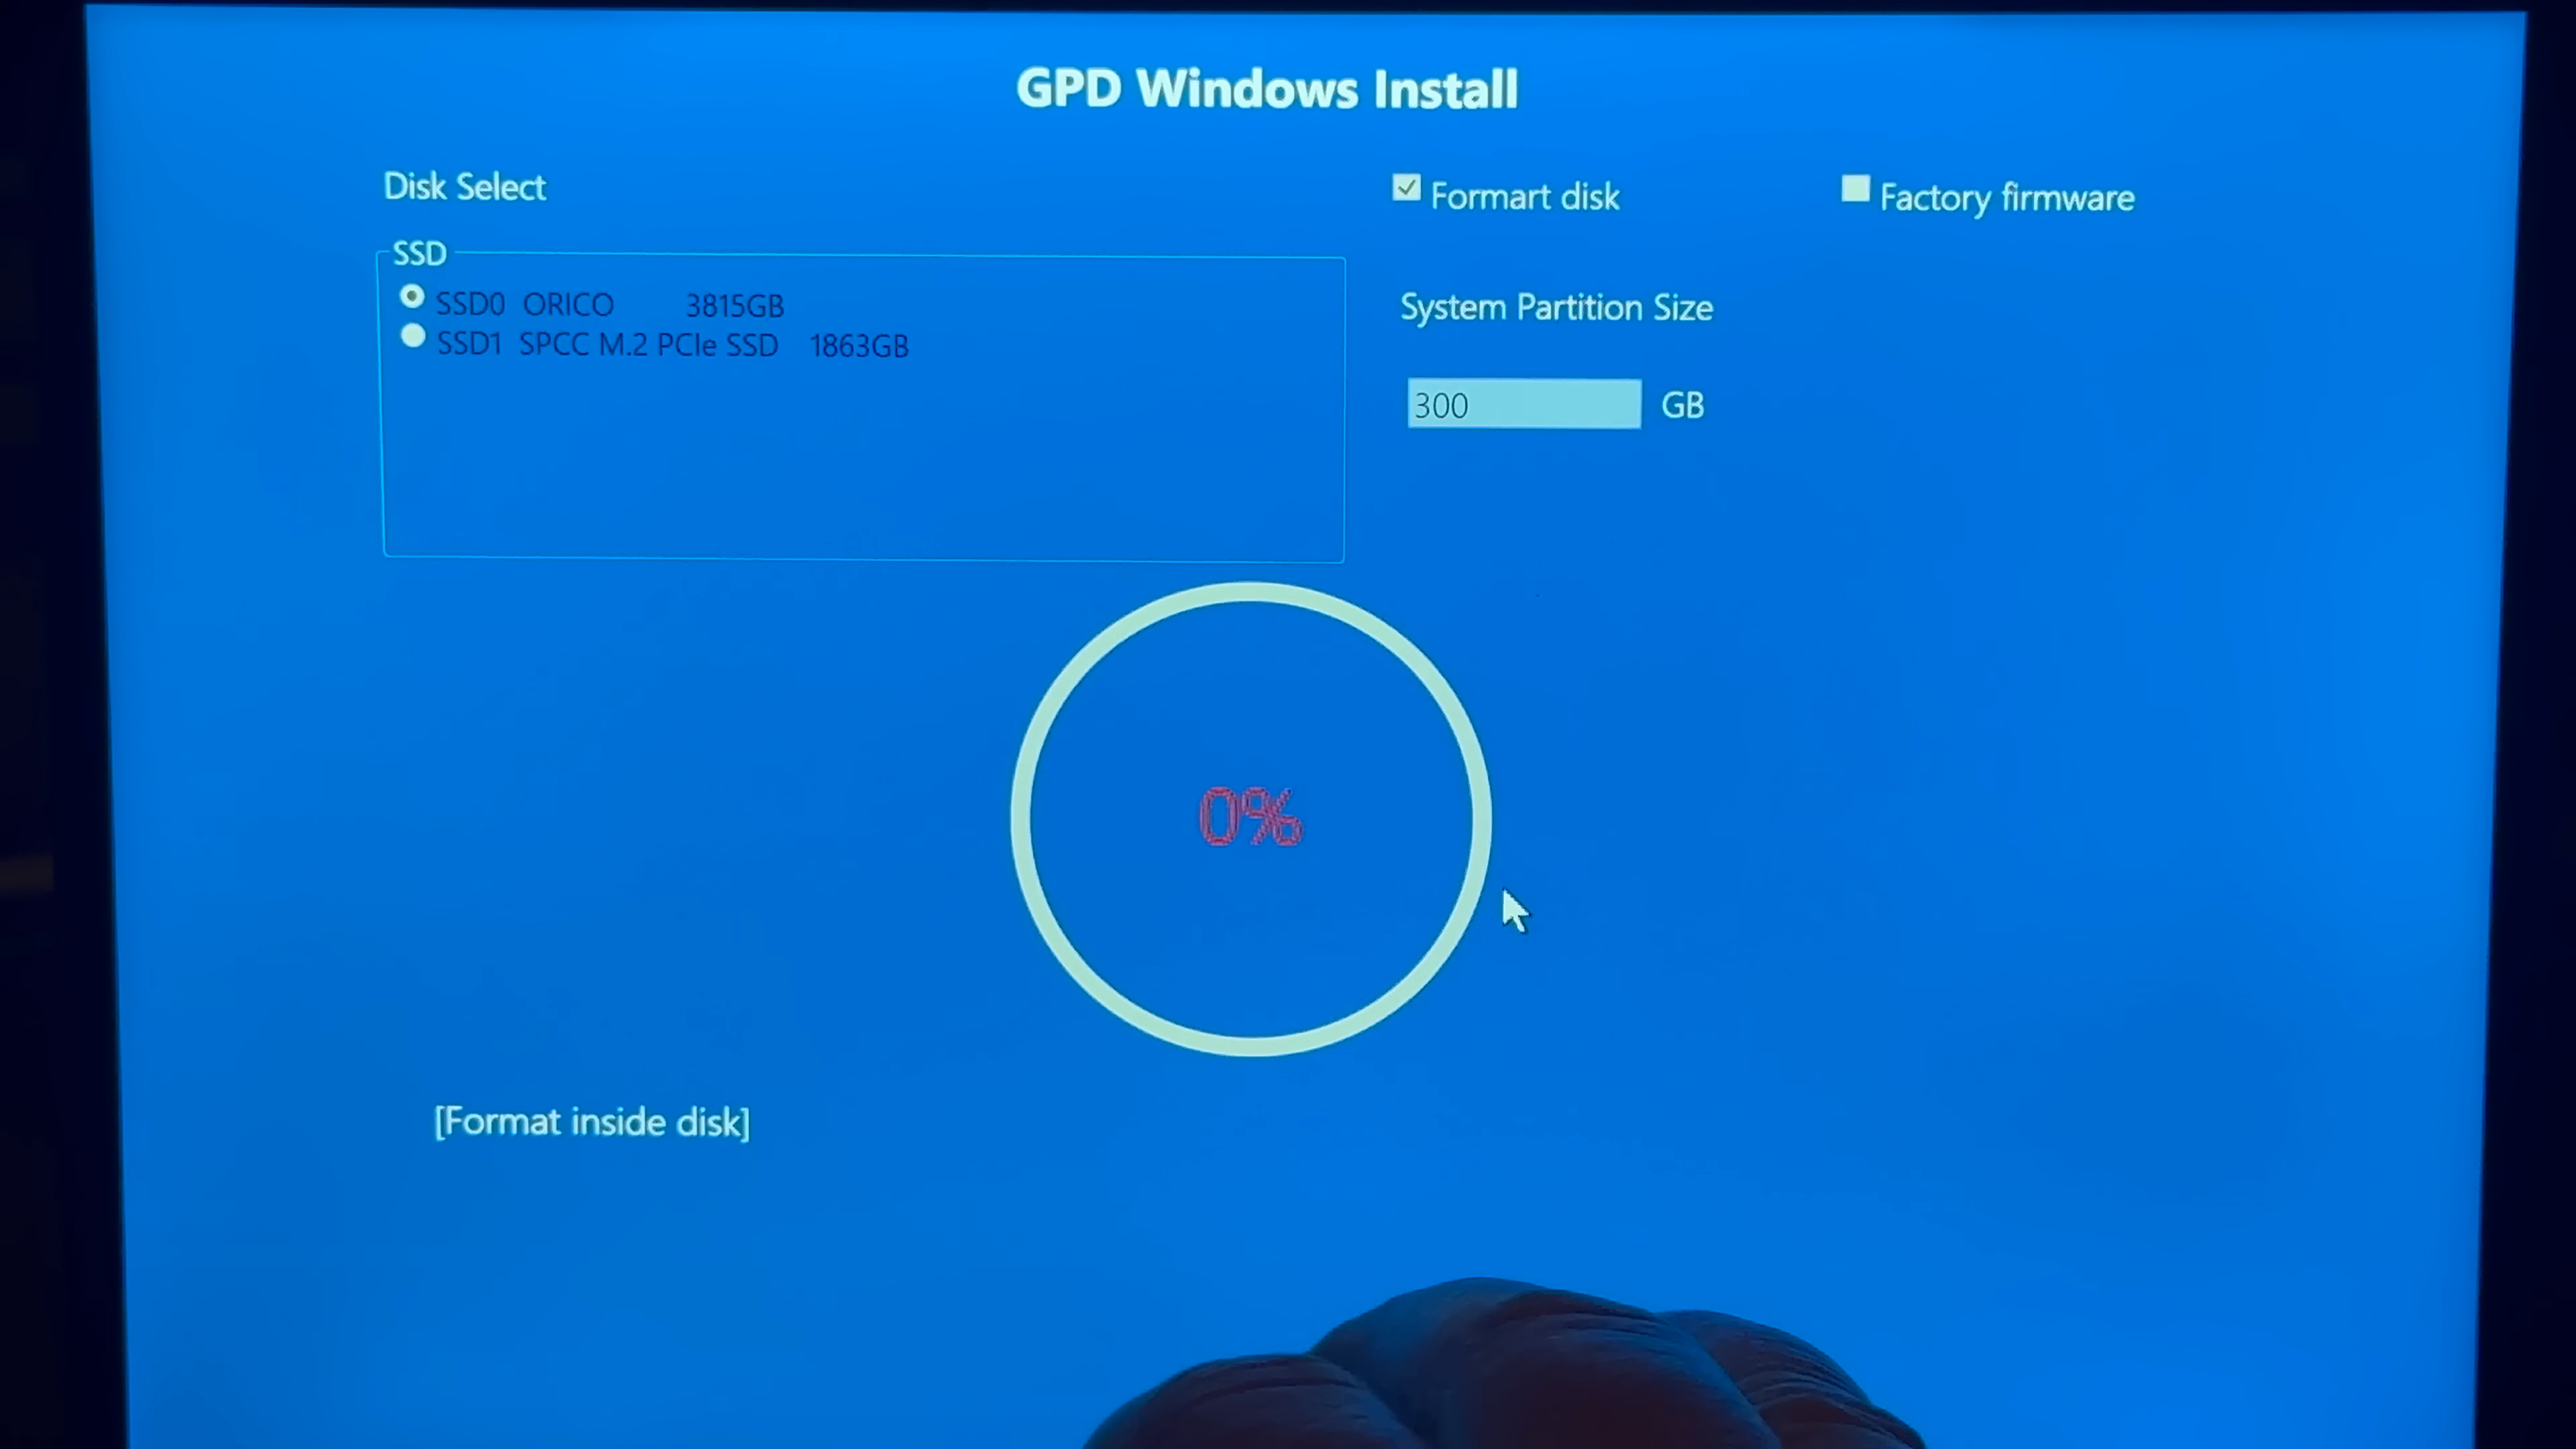 GPD Windows Install
Disk Select
Formart disk
Factory firmware
SSD
SSD0 ORICO 3815GB
SSD1 SPCC M.2 PCIe SSD 1863GB
System Partition Size
300 GB
0%
[Format inside disk]